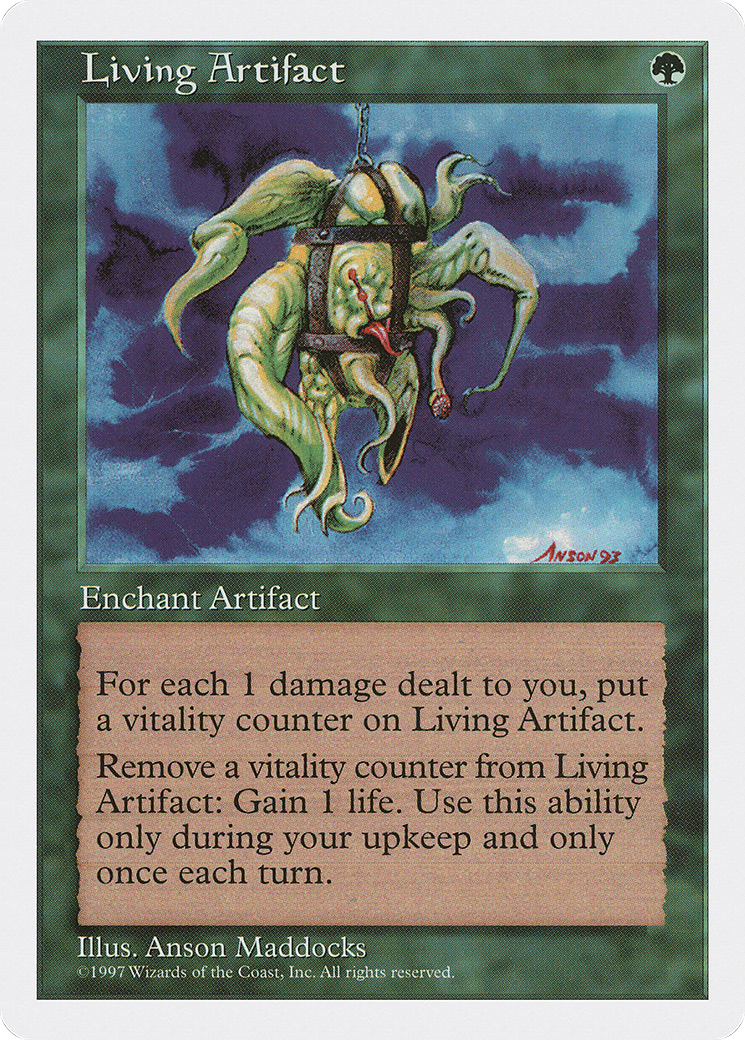 Living Artifact
ANSON 93
Enchant Artifact
For each 1 damage dealt to you, put
a vitality counter on Living Artifact.
Remove a vitality counter from Living
Artifact: Gain 1 life. Use this ability
only during your upkeep and only
once each turn.
Illus. Anson Maddocks
©1997 Wizards of the Coast, Inc. All rights reserved.